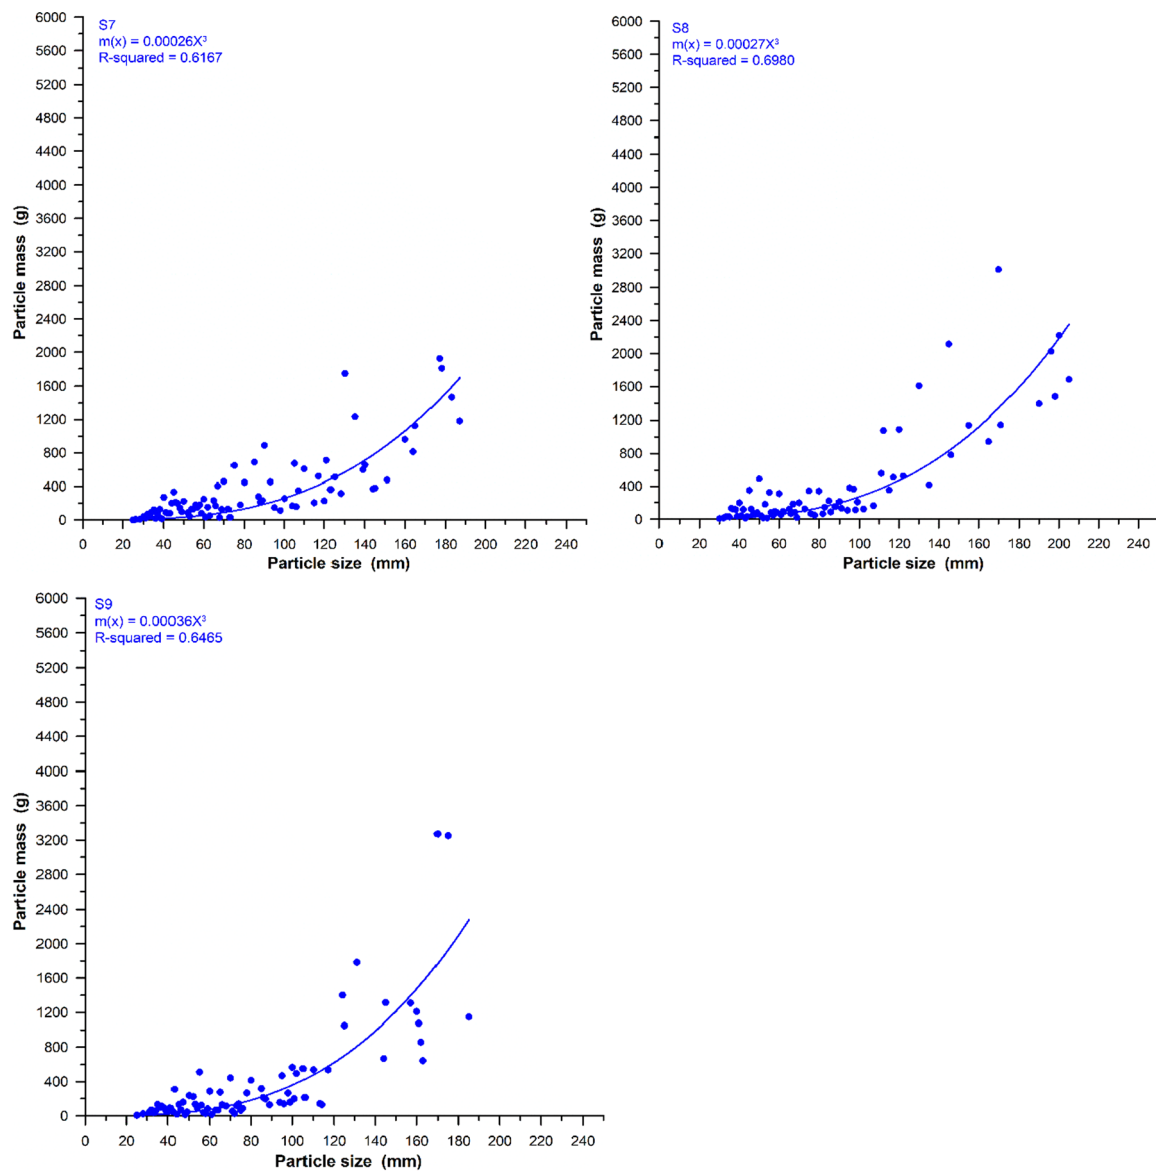 S7
m(x) = 0.00026X³
R-squared = 0.6167
6000
5600
5200
4800
4400
4000
3600
3200
2800
2400
2000
1600
1200
800
400
0
Particle mass (g)
0 20 40 60 80 100 120 140 160 180 200 220 240
Particle size (mm)
S8
m(x) = 0.00027X³
R-squared = 0.6980
6000
5600
5200
4800
4400
4000
3600
3200
2800
2400
2000
1600
1200
800
400
0
Particle mass (g)
0 20 40 60 80 100 120 140 160 180 200 220 240
Particle size (mm)
S9
m(x) = 0.00036X³
R-squared = 0.6465
6000
5600
5200
4800
4400
4000
3600
3200
2800
2400
2000
1600
1200
800
400
0
Particle mass (g)
0 20 40 60 80 100 120 140 160 180 200 220 240
Particle size (mm)